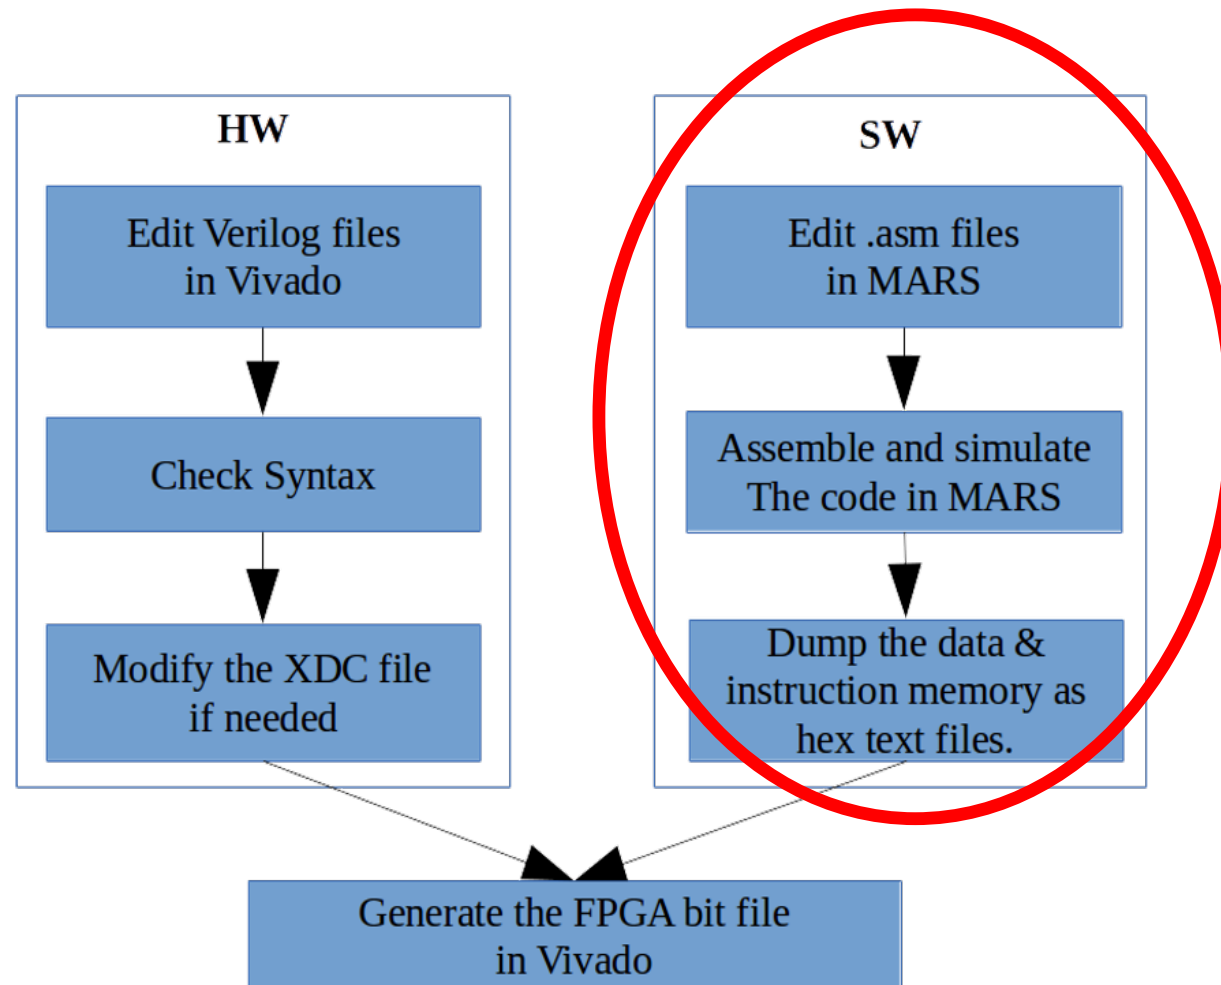 HW
Edit Verilog files
in Vivado
Check Syntax
Modify the XDC file
if needed
SW
Edit .asm files
in MARS
Assemble and simulate
The code in MARS
Dump the data &
instruction memory as
hex text files.
Generate the FPGA bit file
in Vivado